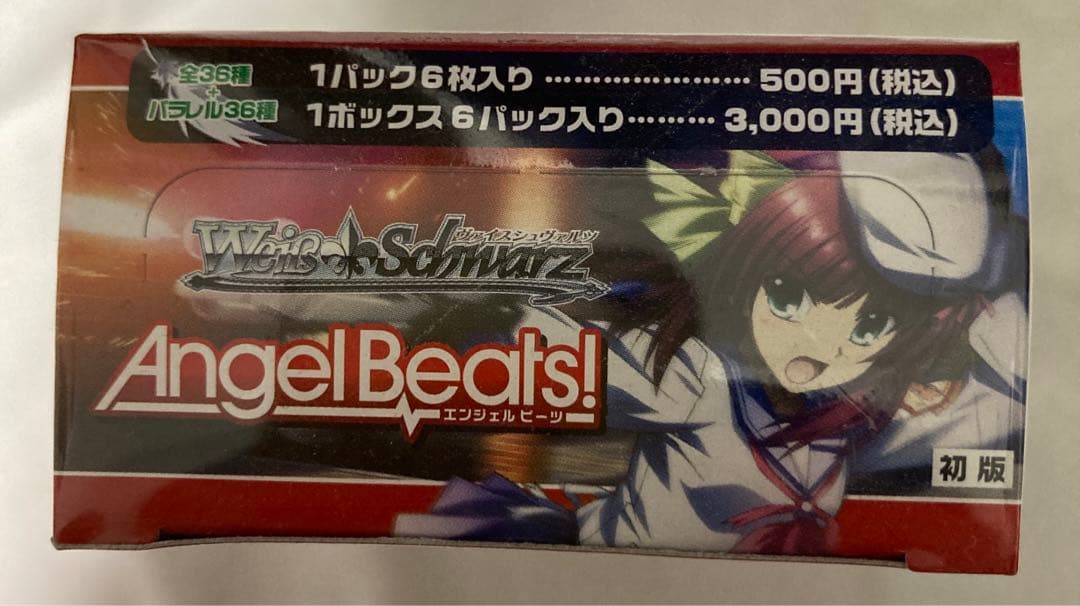 全36種
+
パラレル36種
1パック6枚入り …………………… 500円(税込)
1ボックス6パック入り……… 3,000円(税込)
ヴァイスシュヴァルツ
Weiß Schwarz
Angel Beats!
エンジェル ビーツ
初版